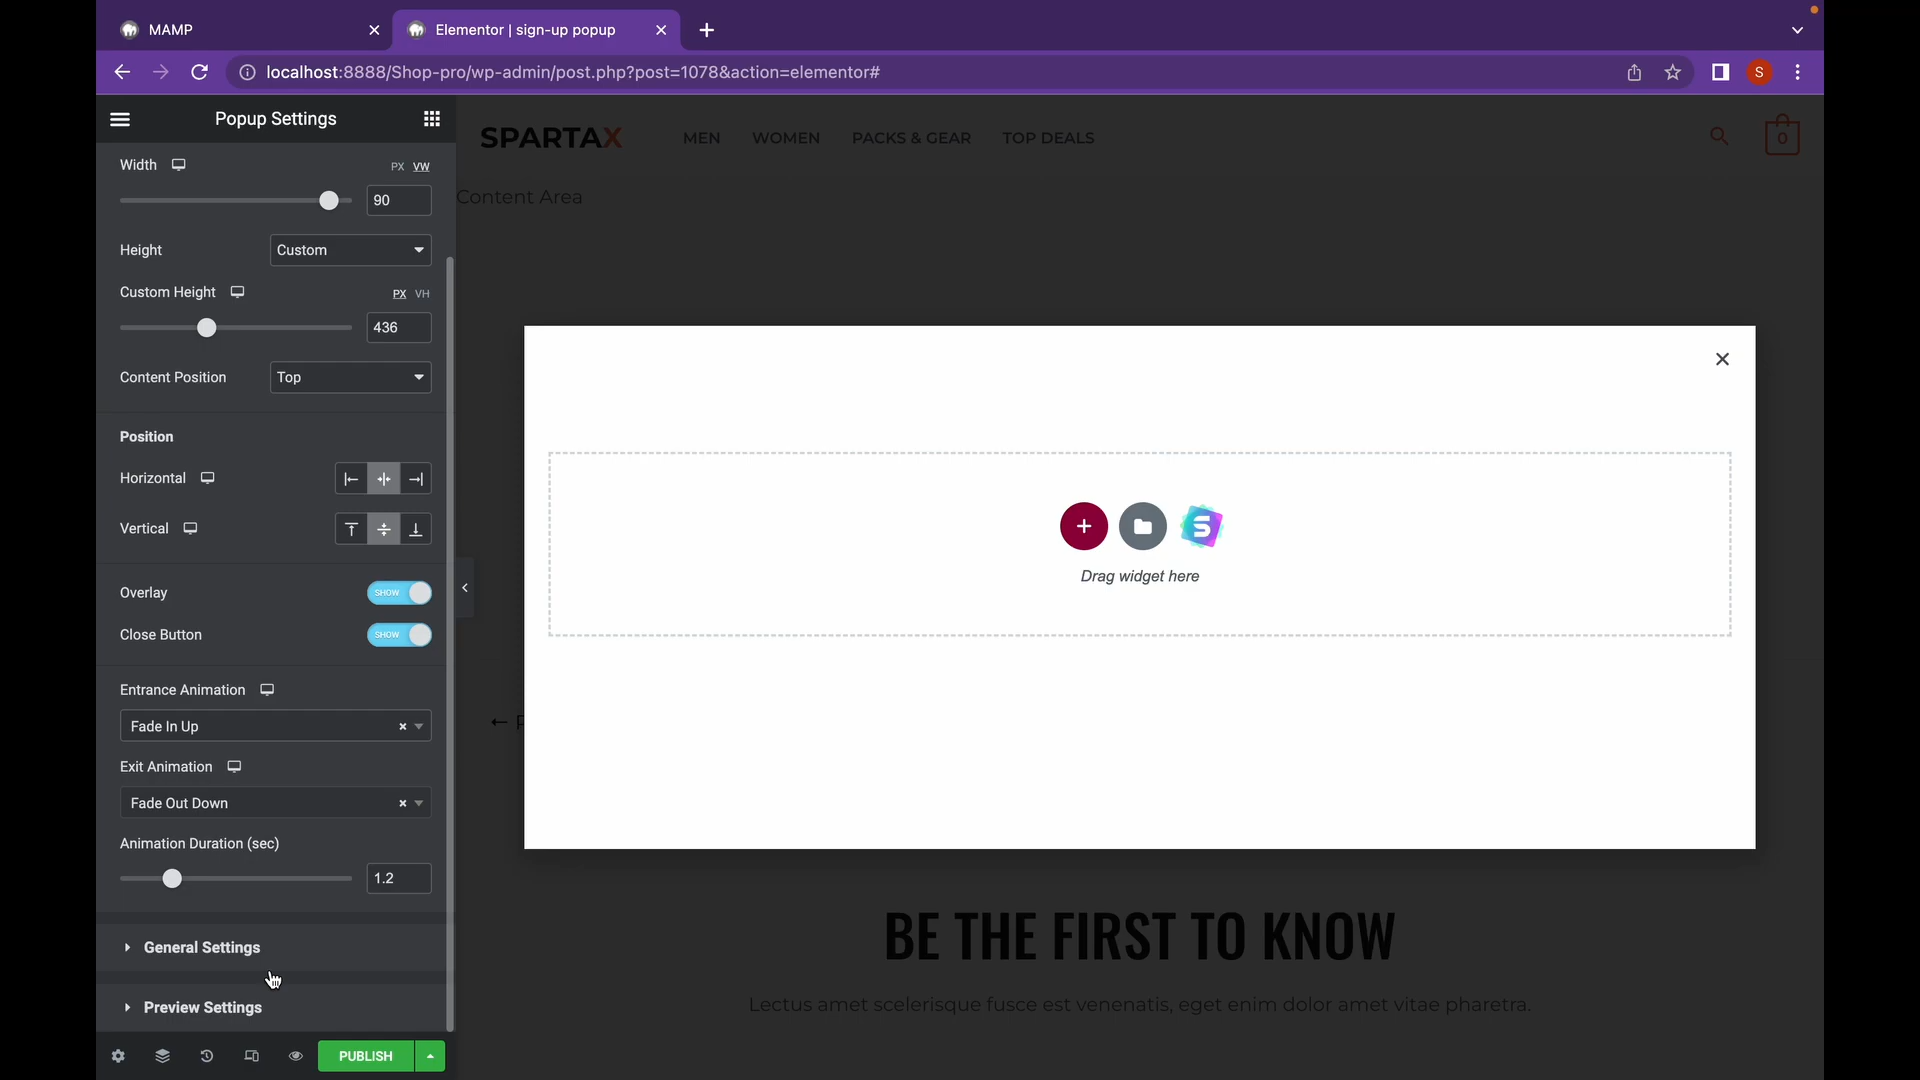 MAMP
Elementor | sign-up popup
localhost:8888/Shop-pro/wp-admin/post.php?post=1078&action=elementor#
S
Popup Settings
SPARTAX
MEN
WOMEN
PACKS & GEAR
TOP DEALS
0
Width
PX VW
90
Content Area
Height
Custom
Custom Height
PX VH
436
Content Position
Top
Position
Horizontal
Vertical
Drag widget here
Overlay
SHOW
Close Button
SHOW
Entrance Animation
Fade In Up
Exit Animation
Fade Out Down
Animation Duration (sec)
1.2
General Settings
Preview Settings
BE THE FIRST TO KNOW
Lectus amet scelerisque fusce est venenatis, eget enim dolor amet vitae pharetra.
PUBLISH